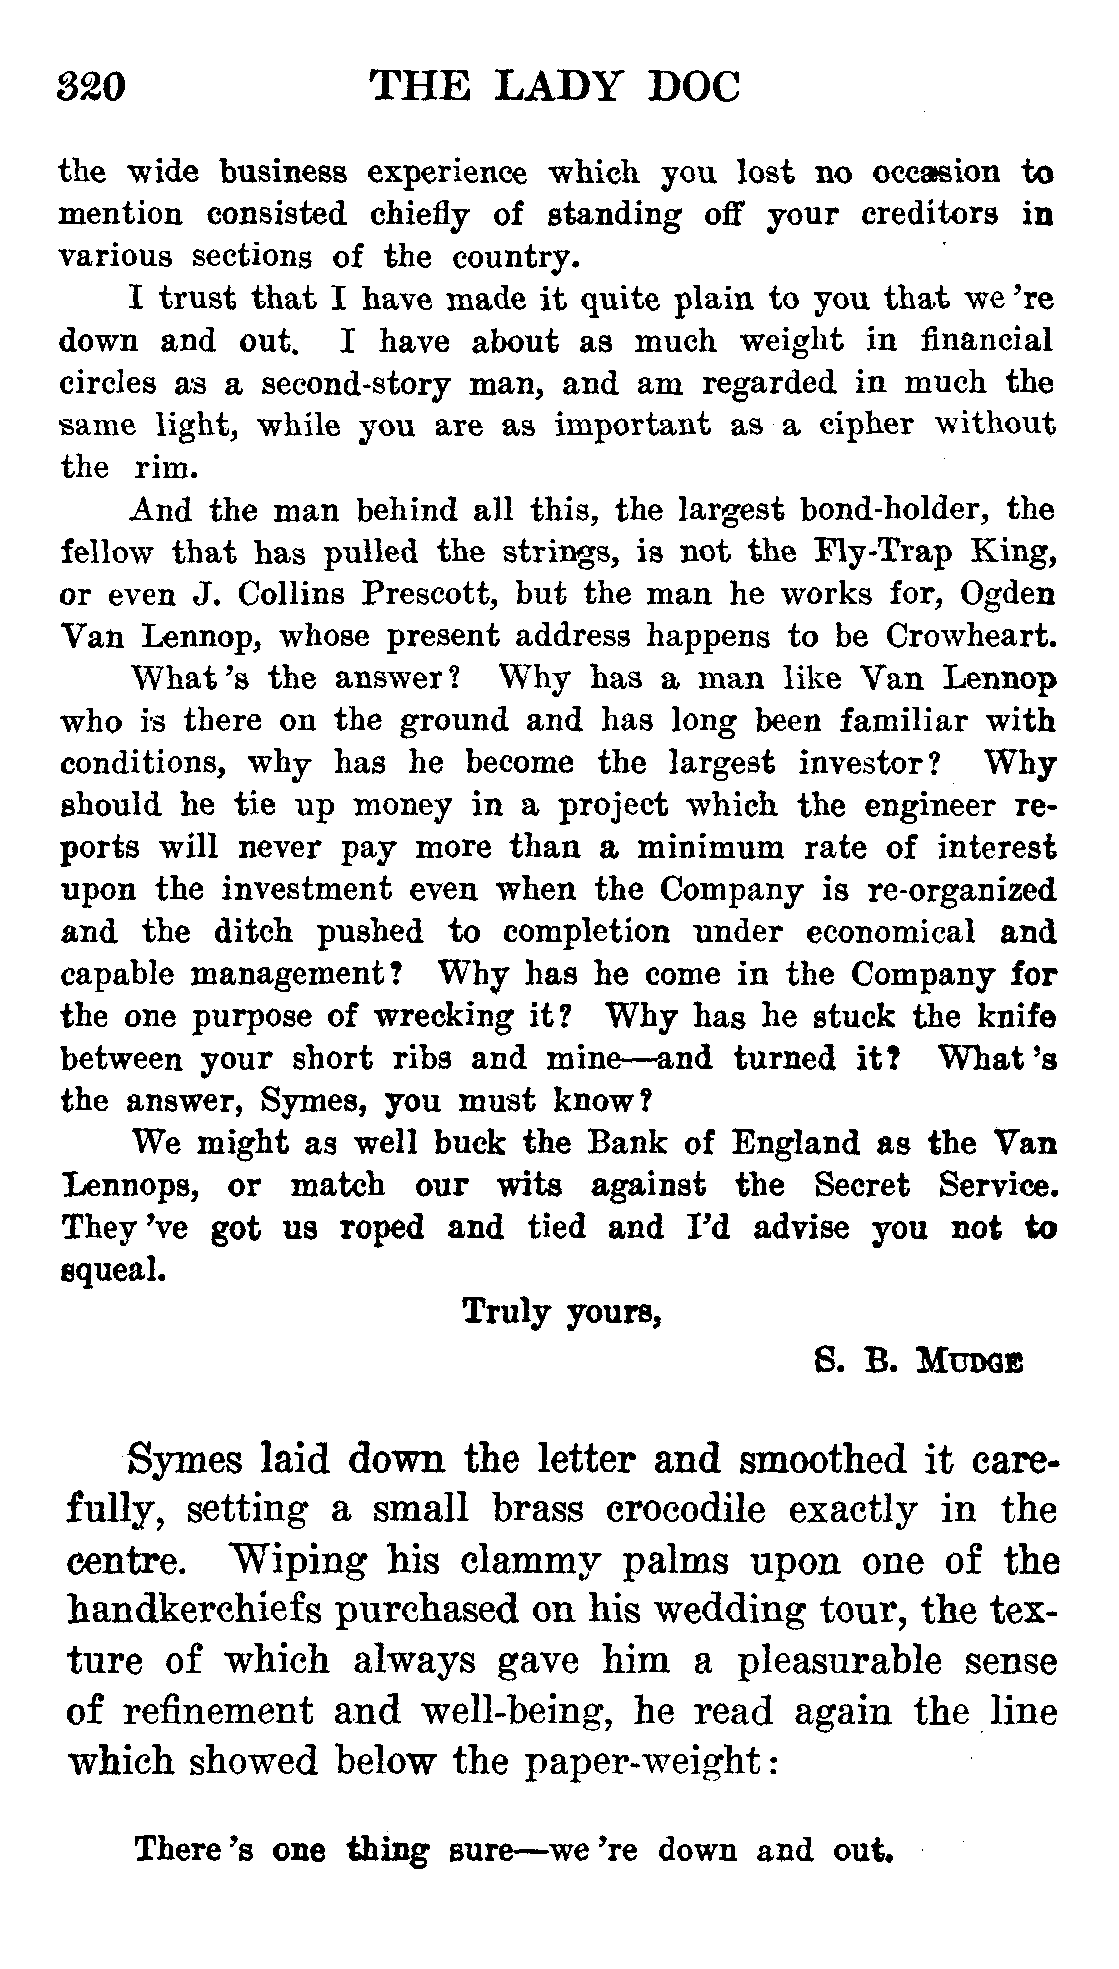 320 THE LADY DOC
the wide business experience which you lost no occasion to
mention consisted chiefly of standing off your creditors in
various sections of the country.
I trust that I have made it quite plain to you that we 're
down and out. I have about as much weight in financial
circles as a second-story man, and am regarded in much the
same light, while you are as important as a cipher without
the rim.
And the man behind all this, the largest bond-holder, the
fellow that has pulled the strings, is not the Fly-Trap King,
or even J. Collins Prescott, but the man he works for, Ogden
Van Lennop, whose present address happens to be Crowheart.
What 's the answer? Why has a man like Van Lennop
who is there on the ground and has long been familiar with
conditions, why has he become the largest investor? Why
should he tie up money in a project which the engineer re-
ports will never pay more than a minimum rate of interest
upon the investment even when the Company is re-organized
and the ditch pushed to completion under economical and
capable management? Why has he come in the Company for
the one purpose of wrecking it? Why has he stuck the knife
between your short ribs and mine—and turned it? What 's
the answer, Symes, you must know?
We might as well buck the Bank of England as the Van
Lennops, or match our wits against the Secret Service.
They 've got us roped and tied and I'd advise you not to
squeal.
Truly yours,
S. B. MUDGE
Symes laid down the letter and smoothed it care-
fully, setting a small brass crocodile exactly in the
centre. Wiping his clammy palms upon one of the
handkerchiefs purchased on his wedding tour, the tex-
ture of which always gave him a pleasurable sense
of refinement and well-being, he read again the line
which showed below the paper-weight:
There 's one thing sure—we 're down and out.